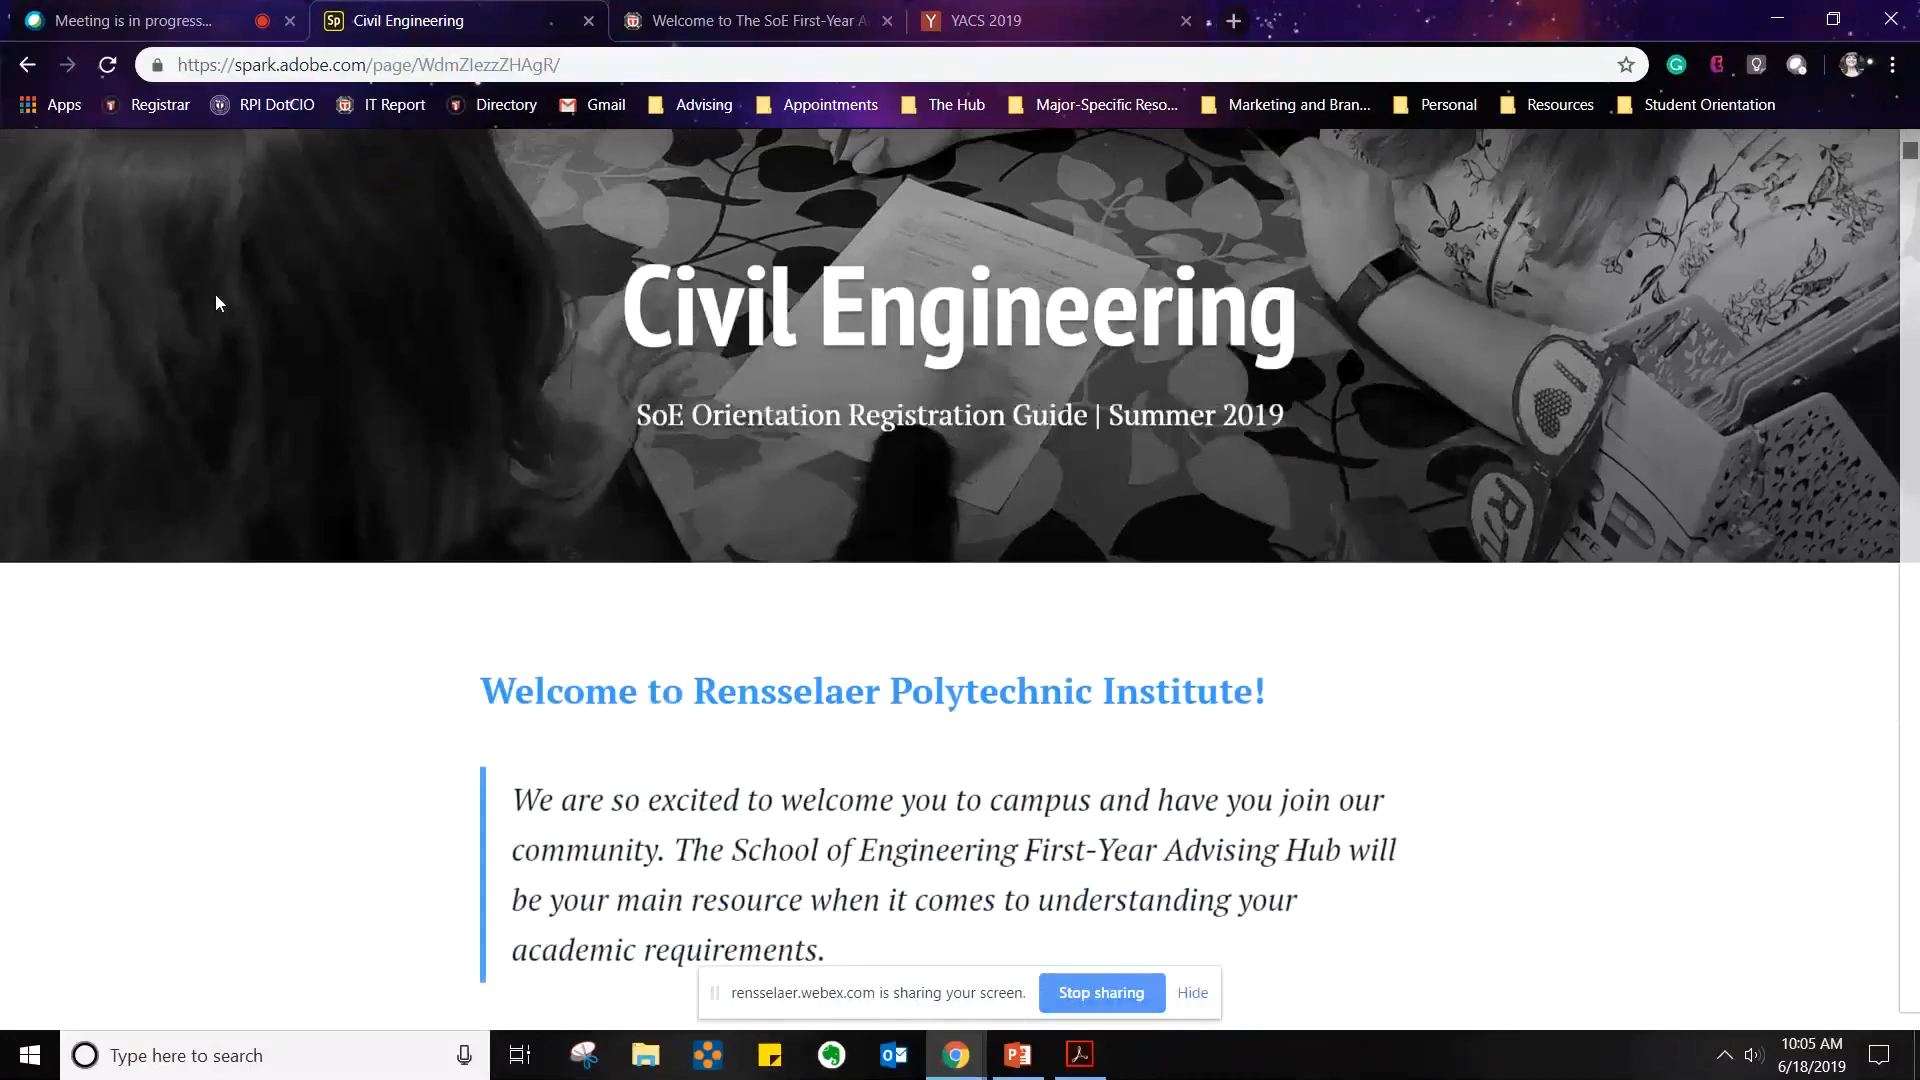 Meeting is in progress...
Civil Engineering
Welcome to The SoE First-Year A
YACS 2019
https://spark.adobe.com/page/WdmZIezzZHAgR/
Apps
Registrar
RPI DotCIO
IT Report
Directory
Gmail
Advising
Appointments
The Hub
Major-Specific Reso...
Marketing and Bran...
Personal
Resources
Student Orientation
Civil Engineering
SoE Orientation Registration Guide | Summer 2019
Welcome to Rensselaer Polytechnic Institute!
We are so excited to welcome you to campus and have you join our
community. The School of Engineering First-Year Advising Hub will
be your main resource when it comes to understanding your
academic requirements.
rensselaer.webex.com is sharing your screen.
Stop sharing
Hide
Type here to search
10:05 AM
6/18/2019